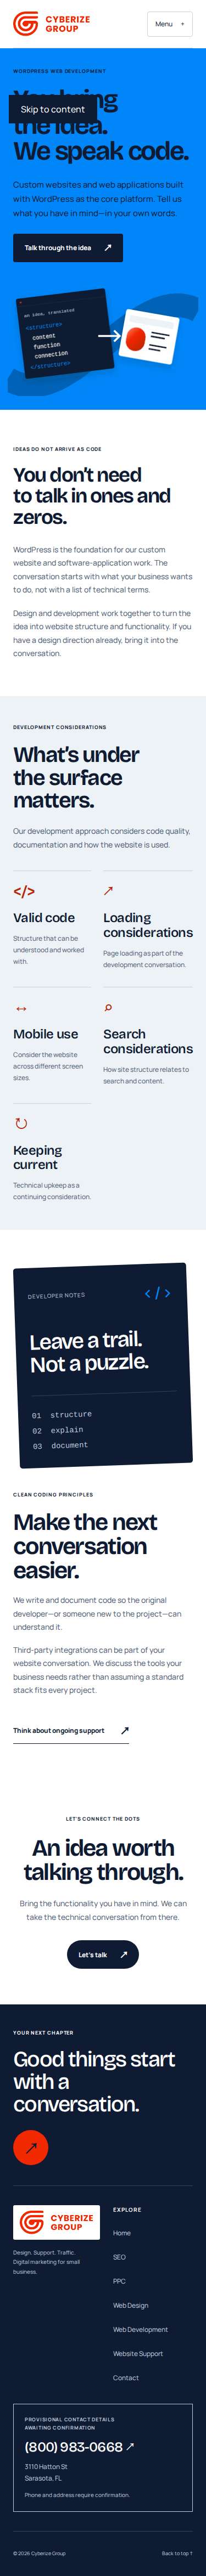 CYBERIZE
GROUP
Menu +
WORDPRESS WEB DEVELOPMENT
You bring
Skip to content
the idea.
We speak code.
Custom websites and web applications built
with WordPress as the core platform. Tell us
what you have in mind—in your own words.
Talk through the idea ↗
an idea, translated
<structure>
content
function
connection
</structure>
IDEAS DO NOT ARRIVE AS CODE
You don’t need
to talk in ones and
zeros.
WordPress is the foundation for our custom
website and software-application work. The
conversation starts with what your business wants
to do, not with a list of technical terms.
Design and development work together to turn the
idea into website structure and functionality. If you
have a design direction already, bring it into the
conversation.
DEVELOPMENT CONSIDERATIONS
What’s under
the surface
matters.
Our development approach considers code quality,
documentation and how the website is used.
</>
Valid code
Structure that can be
understood and worked
with.
↗
Loading
considerations
Page loading as part of the
development conversation.
↔
Mobile use
Consider the website
across different screen
sizes.
⌕
Search
considerations
How site structure relates to
search and content.
↻
Keeping
current
Technical upkeep as a
continuing consideration.
DEVELOPER NOTES
</>
Leave a trail.
Not a puzzle.
01 structure
02 explain
03 document
CLEAN CODING PRINCIPLES
Make the next
conversation
easier.
We write and document code so the original
developer—or someone new to the project—can
understand it.
Third-party integrations can be part of your
website conversation. We discuss the tools your
business needs rather than assuming a standard
stack fits every project.
Think about ongoing support ↗
LET’S CONNECT THE DOTS
An idea worth
talking through.
Bring the functionality you have in mind. We can
take the technical conversation from there.
Let’s talk ↗
YOUR NEXT CHAPTER
Good things start
with a
conversation.
↗
CYBERIZE
GROUP
Design. Support. Traffic.
Digital marketing for small
business.
EXPLORE
Home
SEO
PPC
Web Design
Web Development
Website Support
Contact
PROVISIONAL CONTACT DETAILS
AWAITING CONFIRMATION
(800) 983-0668 ↗
3110 Hatton St
Sarasota, FL
Phone and address require confirmation.
© 2026 Cyberize Group
Back to top ↑